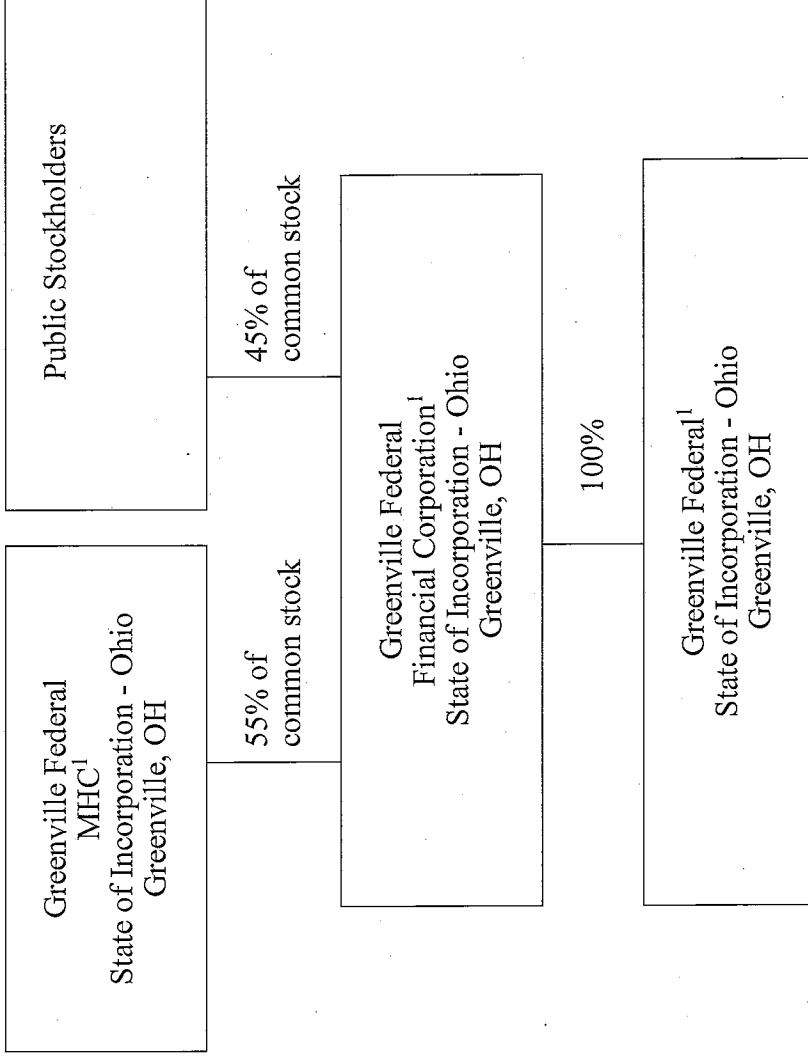 Greenville Federal
MHC¹
State of Incorporation - Ohio
Greenville, OH
Public Stockholders
55% of
common stock
45% of
common stock
Greenville Federal
Financial Corporation¹
State of Incorporation - Ohio
Greenville, OH
100%
Greenville Federal¹
State of Incorporation - Ohio
Greenville, OH